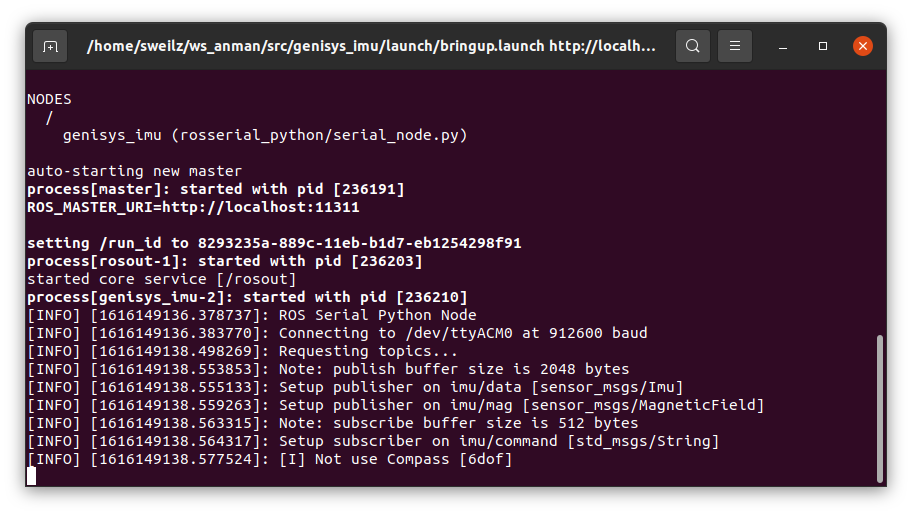 /home/sweilz/ws_anman/src/genisys_imu/launch/bringup.launch http://localh...
NODES
/
genisys_imu (rosserial_python/serial_node.py)
auto-starting new master
process[master]: started with pid [236191]
ROS_MASTER_URI=http://localhost:11311
setting /run_id to 8293235a-889c-11eb-b1d7-eb1254298f91
process[rosout-1]: started with pid [236203]
started core service [/rosout]
process[genisys_imu-2]: started with pid [236210]
[INFO] [1616149136.378737]: ROS Serial Python Node
[INFO] [1616149136.383770]: Connecting to /dev/ttyACM0 at 912600 baud
[INFO] [1616149138.498269]: Requesting topics...
[INFO] [1616149138.553853]: Note: publish buffer size is 2048 bytes
[INFO] [1616149138.555133]: Setup publisher on imu/data [sensor_msgs/Imu]
[INFO] [1616149138.559263]: Setup publisher on imu/mag [sensor_msgs/MagneticField]
[INFO] [1616149138.563315]: Note: subscribe buffer size is 512 bytes
[INFO] [1616149138.564317]: Setup subscriber on imu/command [std_msgs/String]
[INFO] [1616149138.577524]: [I] Not use Compass [6dof]